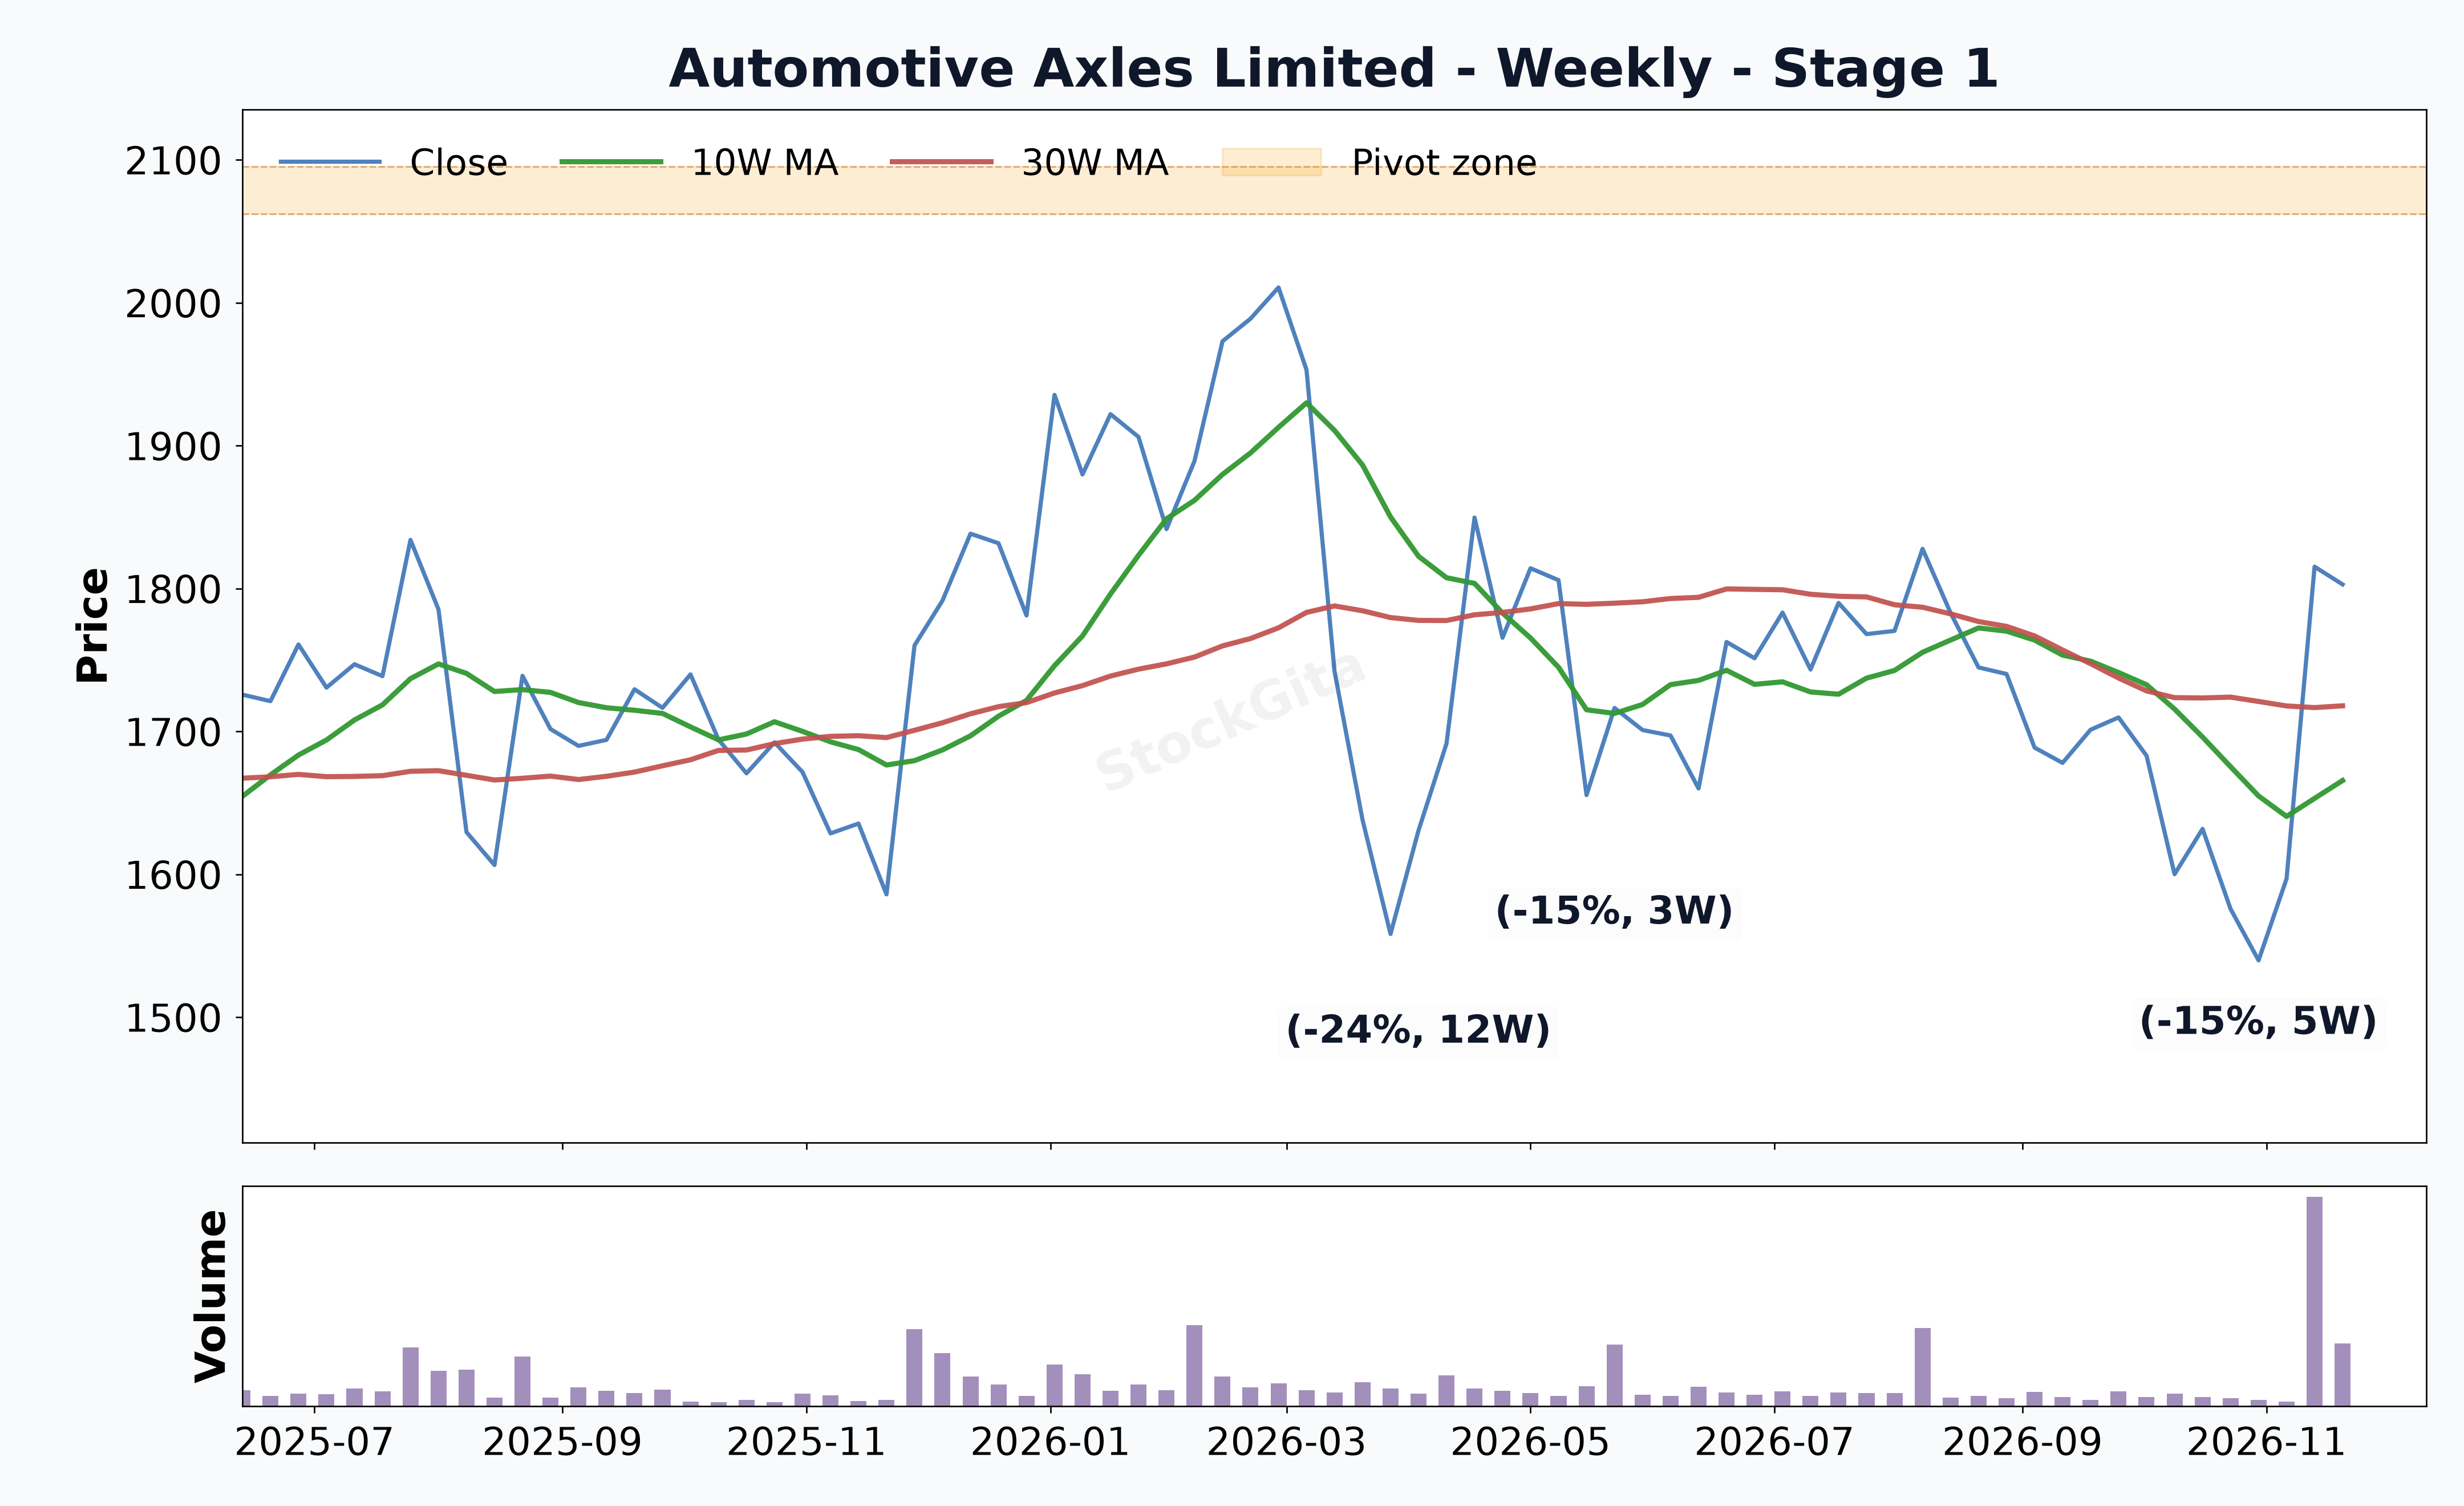 Automotive Axles Limited - Weekly - Stage 1
Close
10W MA
30W MA
Pivot zone
Price
2100
2000
1900
1800
1700
1600
1500
StockGita
(-15%, 3W)
(-24%, 12W)
(-15%, 5W)
Volume
2025-07
2025-09
2025-11
2026-01
2026-03
2026-05
2026-07
2026-09
2026-11